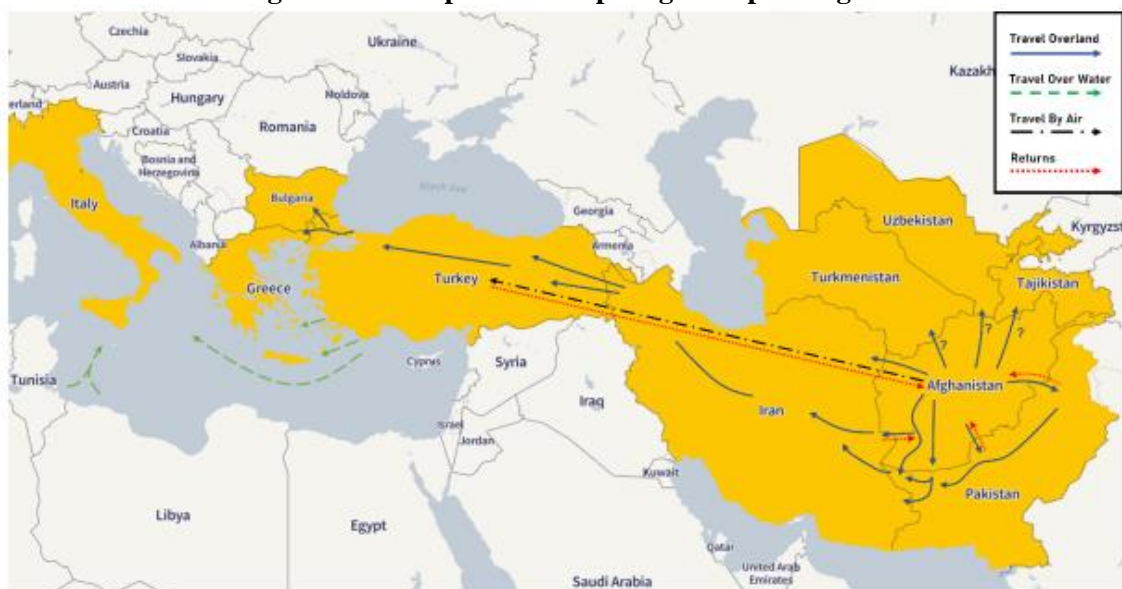 Travel Overland
Travel Over Water
Travel By Air
Returns
Czechia
Ukraine
Slovakia
Kazakh
Austria
erland
Hungary
Moldova
Croatia
Romania
Bosnia and
Herzegovina
Italy
Bulgaria
Black Sea
Georgia
Uzbekistan
Kyrgyzst
Albania
Armenia
Greece
Turkey
Turkmenistan
Tajikistan
?
?
?
Tunisia
Cyprus
Syria
Afghanistan
Iraq
Iran
Israel
Jordan
Kuwait
Pakistan
Libya
Egypt
Qatar
United Arab
Emirates
Saudi Arabia